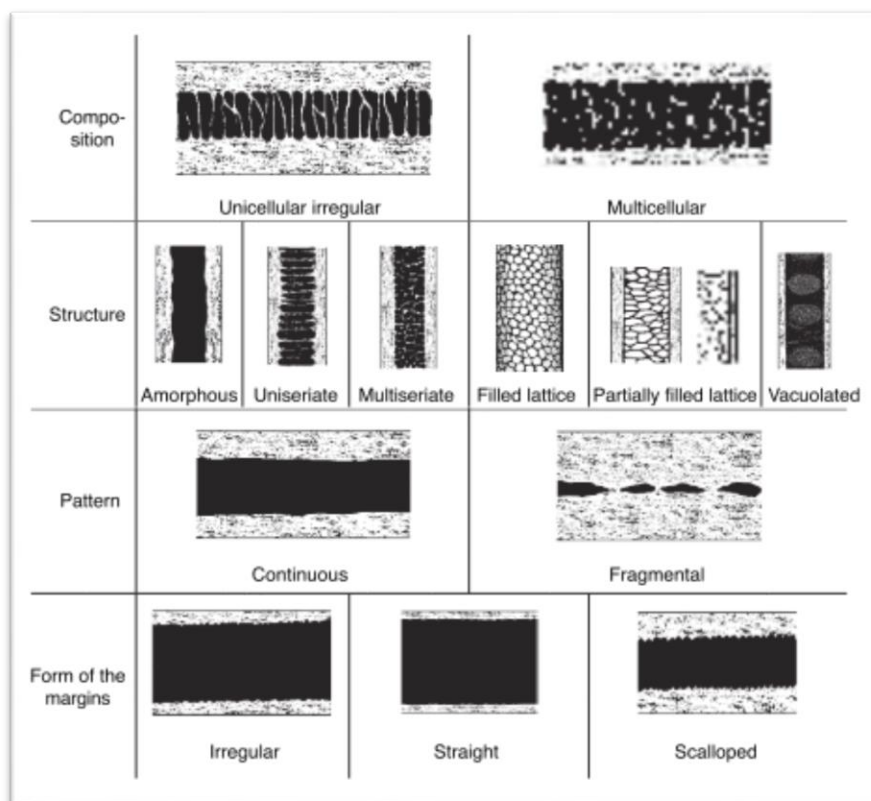 Compo-
sition
Unicellular irregular
Multicellular
Structure
Amorphous
Uniseriate
Multiseriate
Filled lattice
Partially filled lattice
Vacuolated
Pattern
Continuous
Fragmental
Form of the
margins
Irregular
Straight
Scalloped